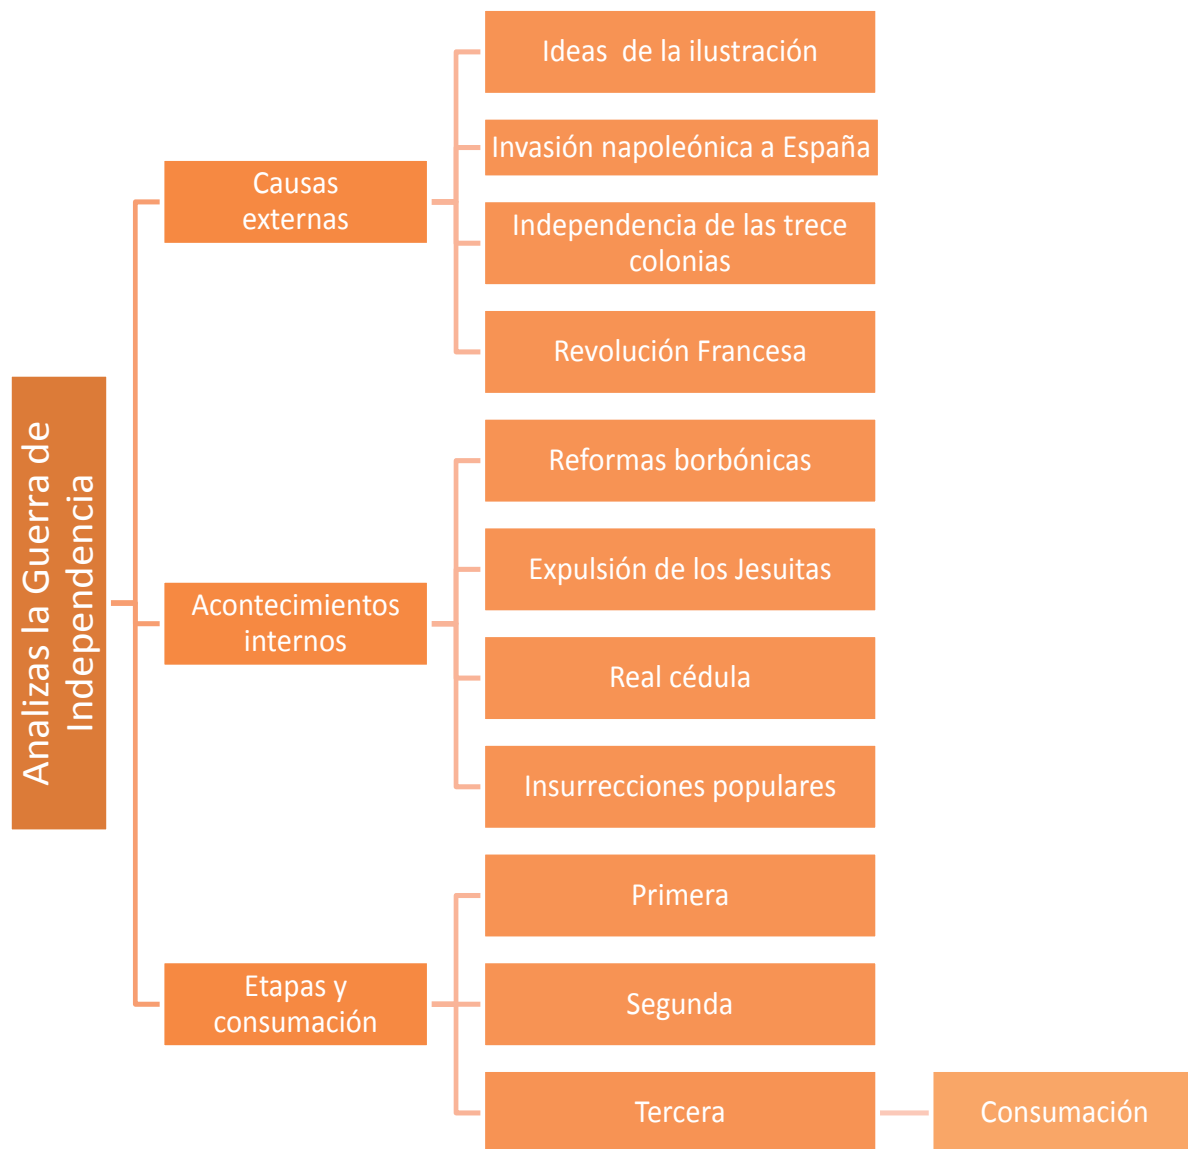 Analizas la Guerra de
Independencia
Causas
externas
Ideas de la ilustración
Invasión napoleónica a España
Independencia de las trece
colonias
Revolución Francesa
Acontecimientos
internos
Reformas borbónicas
Expulsión de los Jesuitas
Real cédula
Insurrecciones populares
Etapas y
consumación
Primera
Segunda
Tercera
Consumación